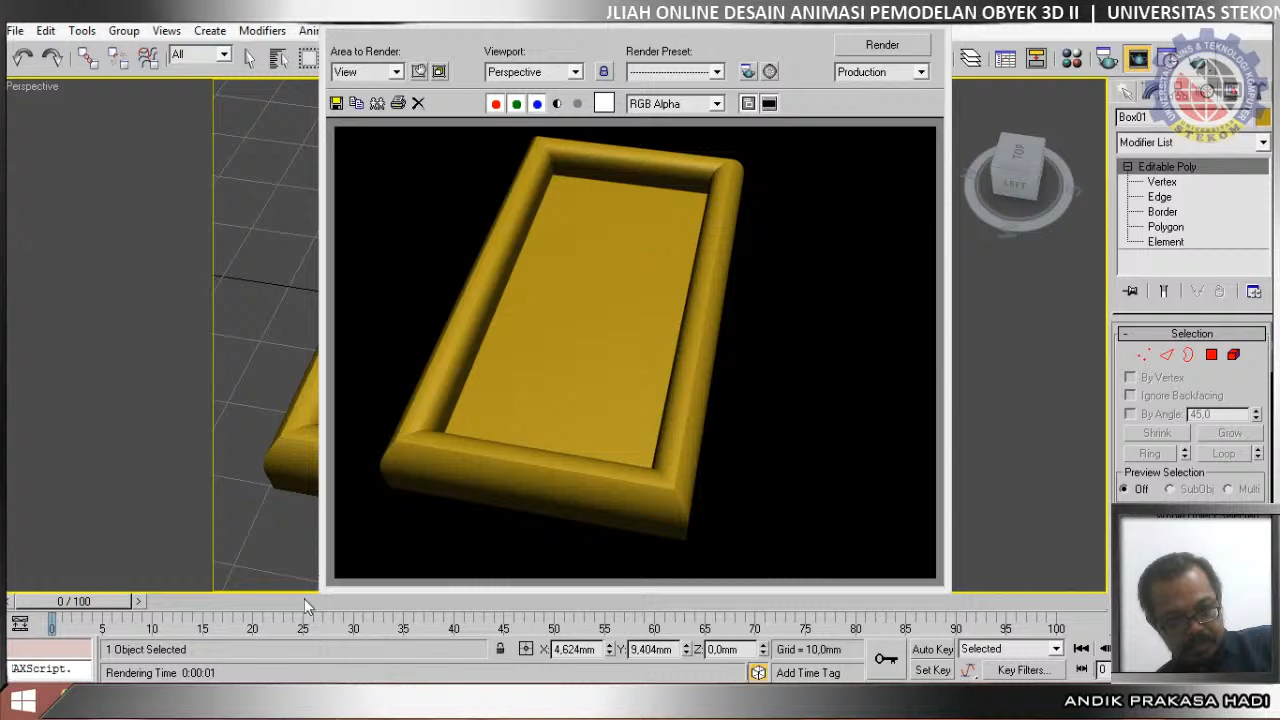 JLIAH ONLINE DESAIN ANIMASI PEMODELAN OBYEK 3D II | UNIVERSITAS STEKO
File Edit Tools Group Views Create Modifiers Ani
All
Area to Render:
View
Viewport:
Perspective
Render Preset:
Render
Production
RGB Alpha
Perspective
TOP
LEFT
STEKOM
Box01
Modifier List
Editable Poly
Vertex
Edge
Border
Polygon
Element
Selection
By Vertex
Ignore Backfacing
By Angle: 45,0
Shrink Grow
Ring Loop
Preview Selection
Off SubObj Multi
0 / 100
0 5 10 15 20 25 30 35 40 45 50 55 60 65 70 75 80 85 90 95 100
1 Object Selected
X: 4,624mm Y: 9,404mm Z: 0,0mm
Grid = 10,0mm
Auto Key Selected
AXScript.
Rendering Time 0:00:01
Add Time Tag
Set Key Key Filters... 0
ANDIK PRAKASA HADI